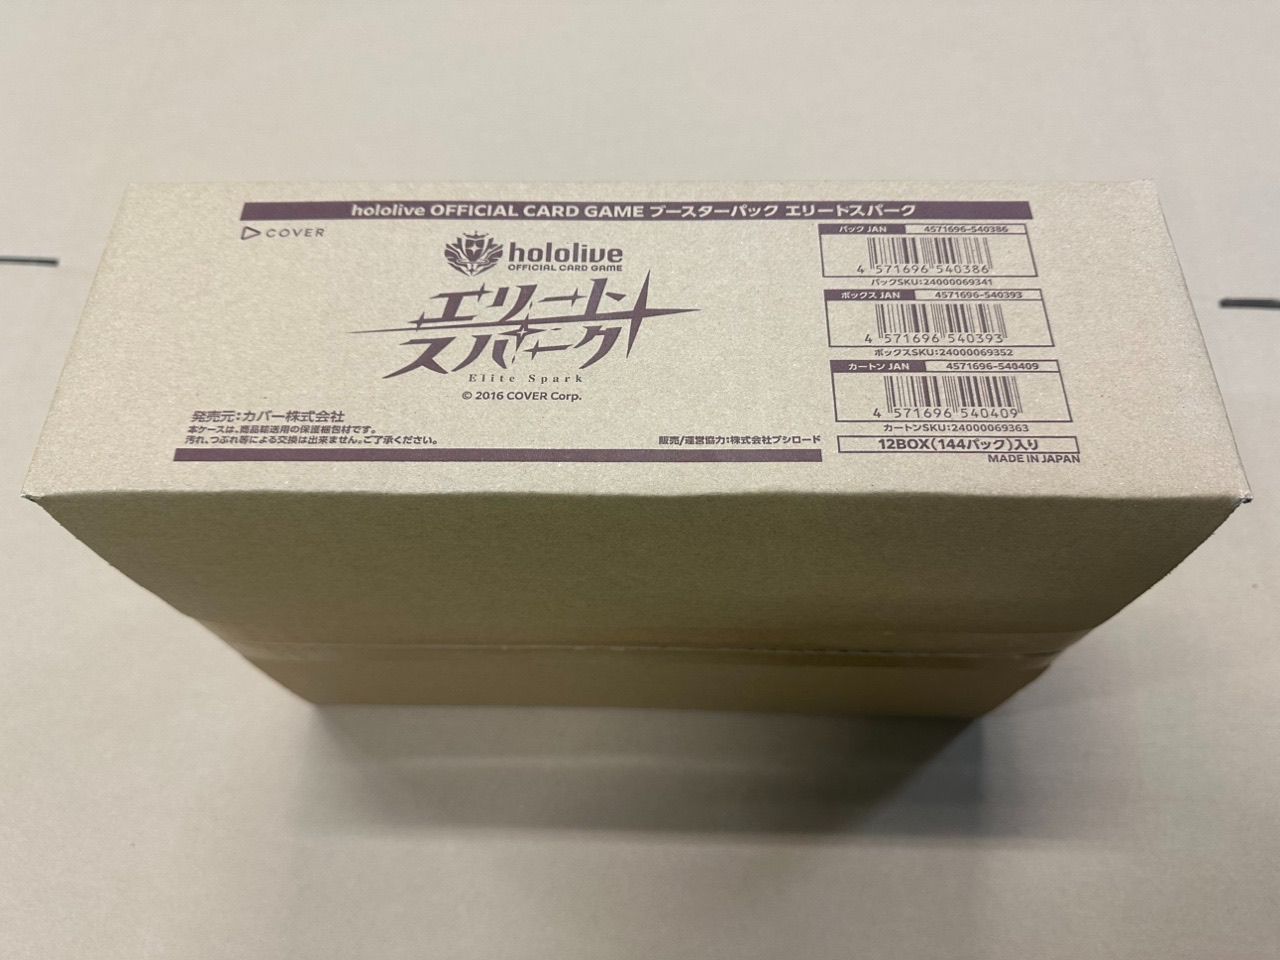 hololive OFFICIAL CARD GAME ブースターパック エリートスパーク
COVER
hololive
OFFICIAL CARD GAME
エリート
スパーク
Elite Spark
© 2016 COVER Corp.
発売元：カバー株式会社
本ケースは、商品輸送用の保護梱包材です。
汚れ、つぶれ等による交換は出来ません。ご了承ください。
販売/運営協力：株式会社ブシロード
パック JAN 4571696-540386
4 571696 540386
パックSKU:24000069341
ボックス JAN 4571696-540393
4 571696 540393
ボックスSKU:24000069352
カートン JAN 4571696-540409
4 571696 540409
カートンSKU:24000069363
12BOX(144パック)入り
MADE IN JAPAN